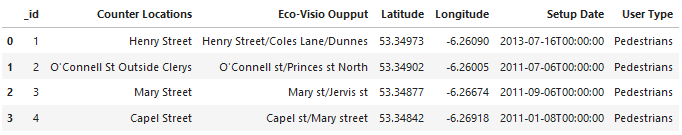 _id Counter Locations Eco-Visio Oupput Latitude Longitude Setup Date User Type
0 1 Henry Street Henry Street/Coles Lane/Dunnes 53.34973 -6.26090 2013-07-16T00:00:00 Pedestrians
1 2 O'Connell St Outside Clerys O'Connell st/Princes st North 53.34902 -6.26005 2011-07-06T00:00:00 Pedestrians
2 3 Mary Street Mary st/Jervis st 53.34877 -6.26674 2011-09-06T00:00:00 Pedestrians
3 4 Capel Street Capel st/Mary street 53.34842 -6.26918 2011-01-08T00:00:00 Pedestrians